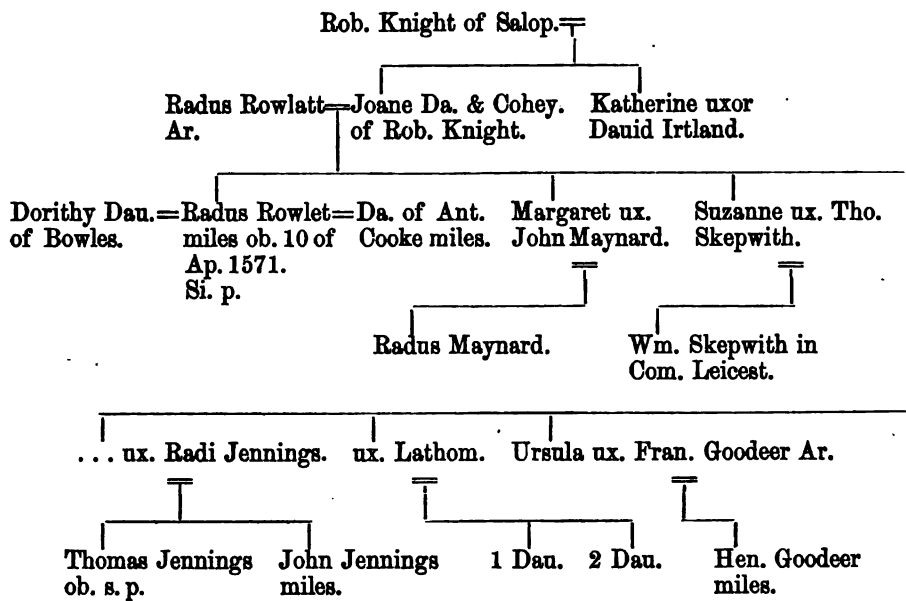 Rob. Knight of Salop.
Radus Rowlatt=Joane Da. & Cohey. Katherine uxor
Ar. of Rob. Knight. Dauid Irtland.
Dorithy Dau.=Radus Rowlet=Da. of Ant. Margaret ux. Suzanne ux. Tho.
of Bowles. miles ob. 10 of Cooke miles. John Maynard. Skepwith.
Ap. 1571.
Si. p.
Radus Maynard. Wm. Skepwith in
Com. Leicest.
... ux. Radi Jennings. ux. Lathom. Ursula ux. Fran. Goodeer Ar.
Thomas Jennings John Jennings 1 Dau. 2 Dau. Hen. Goodeer
ob. s. p. miles. miles.